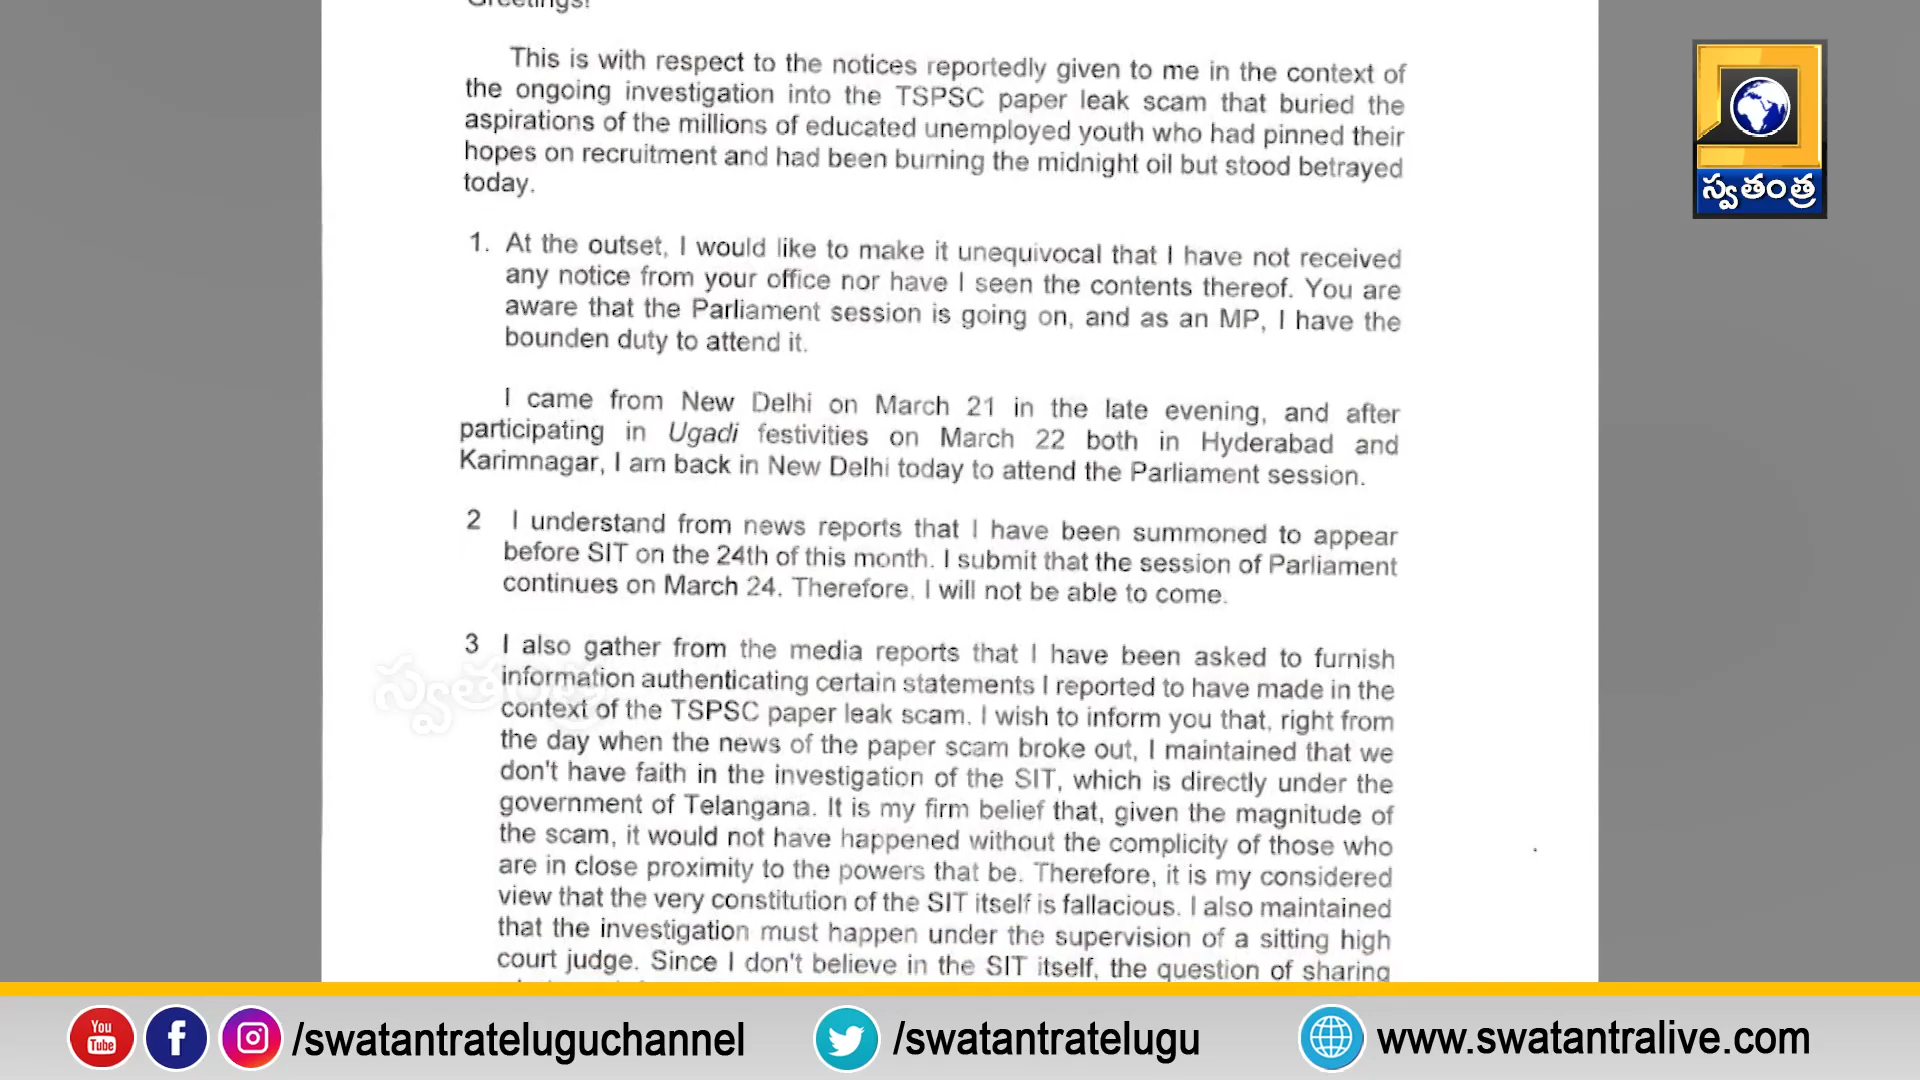 Greetings!
This is with respect to the notices reportedly given to me in the context of
the ongoing investigation into the TSPSC paper leak scam that buried the
aspirations of the millions of educated unemployed youth who had pinned their
hopes on recruitment and had been burning the midnight oil but stood betrayed
today.
స్వతంత్ర
1. At the outset, I would like to make it unequivocal that I have not received
any notice from your office nor have I seen the contents thereof. You are
aware that the Parliament session is going on, and as an MP, I have the
bounden duty to attend it.
I came from New Delhi on March 21 in the late evening, and after
participating in Ugadi festivities on March 22 both in Hyderabad and
Karimnagar, I am back in New Delhi today to attend the Parliament session.
2 I understand from news reports that I have been summoned to appear
before SIT on the 24th of this month. I submit that the session of Parliament
continues on March 24. Therefore, I will not be able to come.
3 I also gather from the media reports that I have been asked to furnish
information authenticating certain statements I reported to have made in the
స్వతంత్ర
context of the TSPSC paper leak scam. I wish to inform you that, right from
the day when the news of the paper scam broke out, I maintained that we
don't have faith in the investigation of the SIT, which is directly under the
government of Telangana. It is my firm belief that, given the magnitude of
the scam, it would not have happened without the complicity of those who
are in close proximity to the powers that be. Therefore, it is my considered
view that the very constitution of the SIT itself is fallacious. I also maintained
that the investigation must happen under the supervision of a sitting high
court judge. Since I don't believe in the SIT itself, the question of sharing
You Tube /swatantrateluguchannel /swatantratelugu www.swatantralive.com